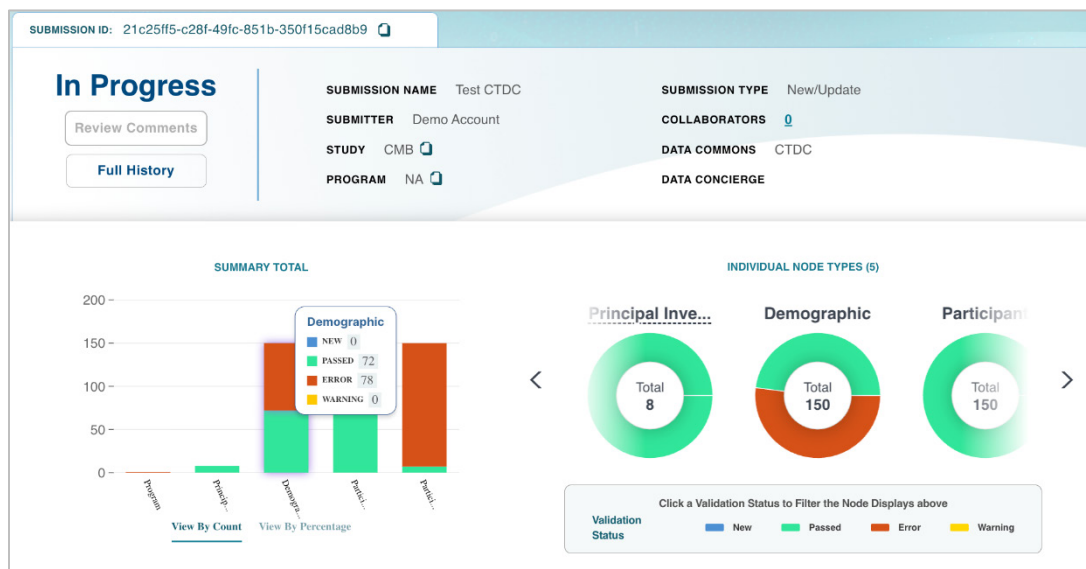 SUBMISSION ID: 21c25ff5-c28f-49fc-851b-350f15cad8b9
In Progress
Review Comments
Full History
SUBMISSION NAME Test CTDC
SUBMITTER Demo Account
STUDY CMB
PROGRAM NA
SUBMISSION TYPE New/Update
COLLABORATORS 0
DATA COMMONS CTDC
DATA CONCIERGE
SUMMARY TOTAL
200
150
100
50
0
Demographic
NEW 0
PASSED 72
ERROR 78
WARNING 0
Program
Princip...
Demogra...
Partici...
Partici...
View By Count View By Percentage
INDIVIDUAL NODE TYPES (5)
Principal Inve...
Total
8
Demographic
Total
150
Participant
Total
150
Click a Validation Status to Filter the Node Displays above
Validation
Status
New Passed Error Warning